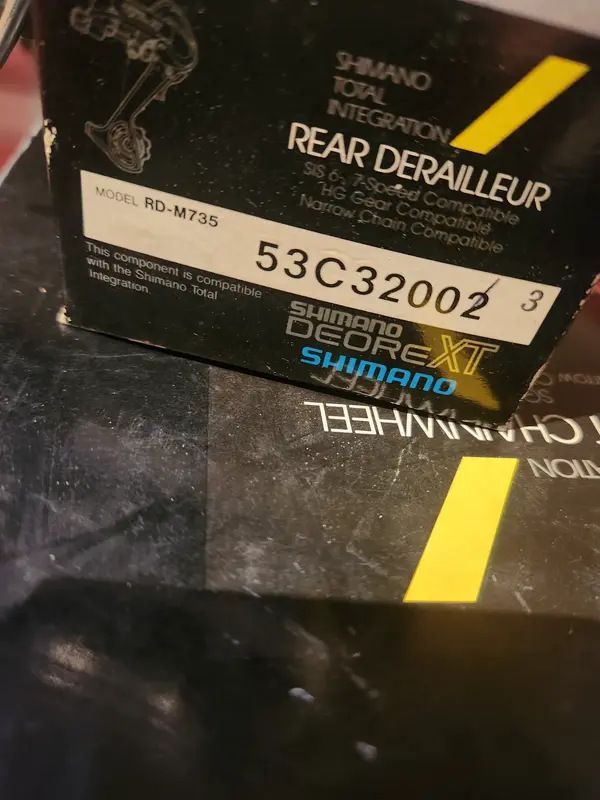 SHIMANO
TOTAL
INTEGRATION
REAR DERAILLEUR
SIS 6-, 7-Speed Compatible
HG Gear Compatible
Narrow Chain Compatible
MODEL RD-M735
53C32002 3
This component is compatible
with the Shimano Total
Integration.
SHIMANO
DEORE XT
SHIMANO
CHAINWHEEL